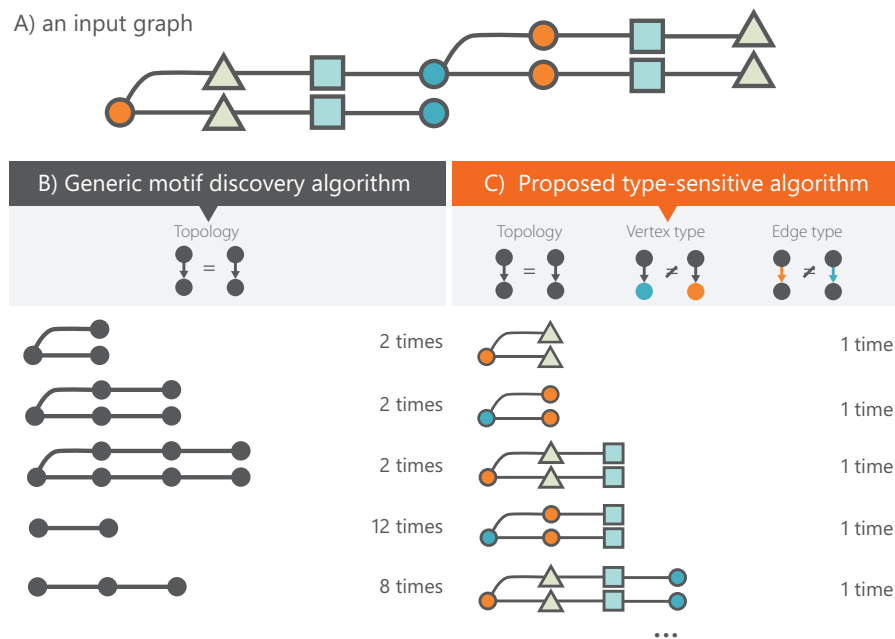 A) an input graph
B) Generic motif discovery algorithm
Topology
=
2 times
2 times
2 times
12 times
8 times
C) Proposed type-sensitive algorithm
Topology Vertex type Edge type
= ≠ ≠
1 time
1 time
1 time
1 time
1 time
...